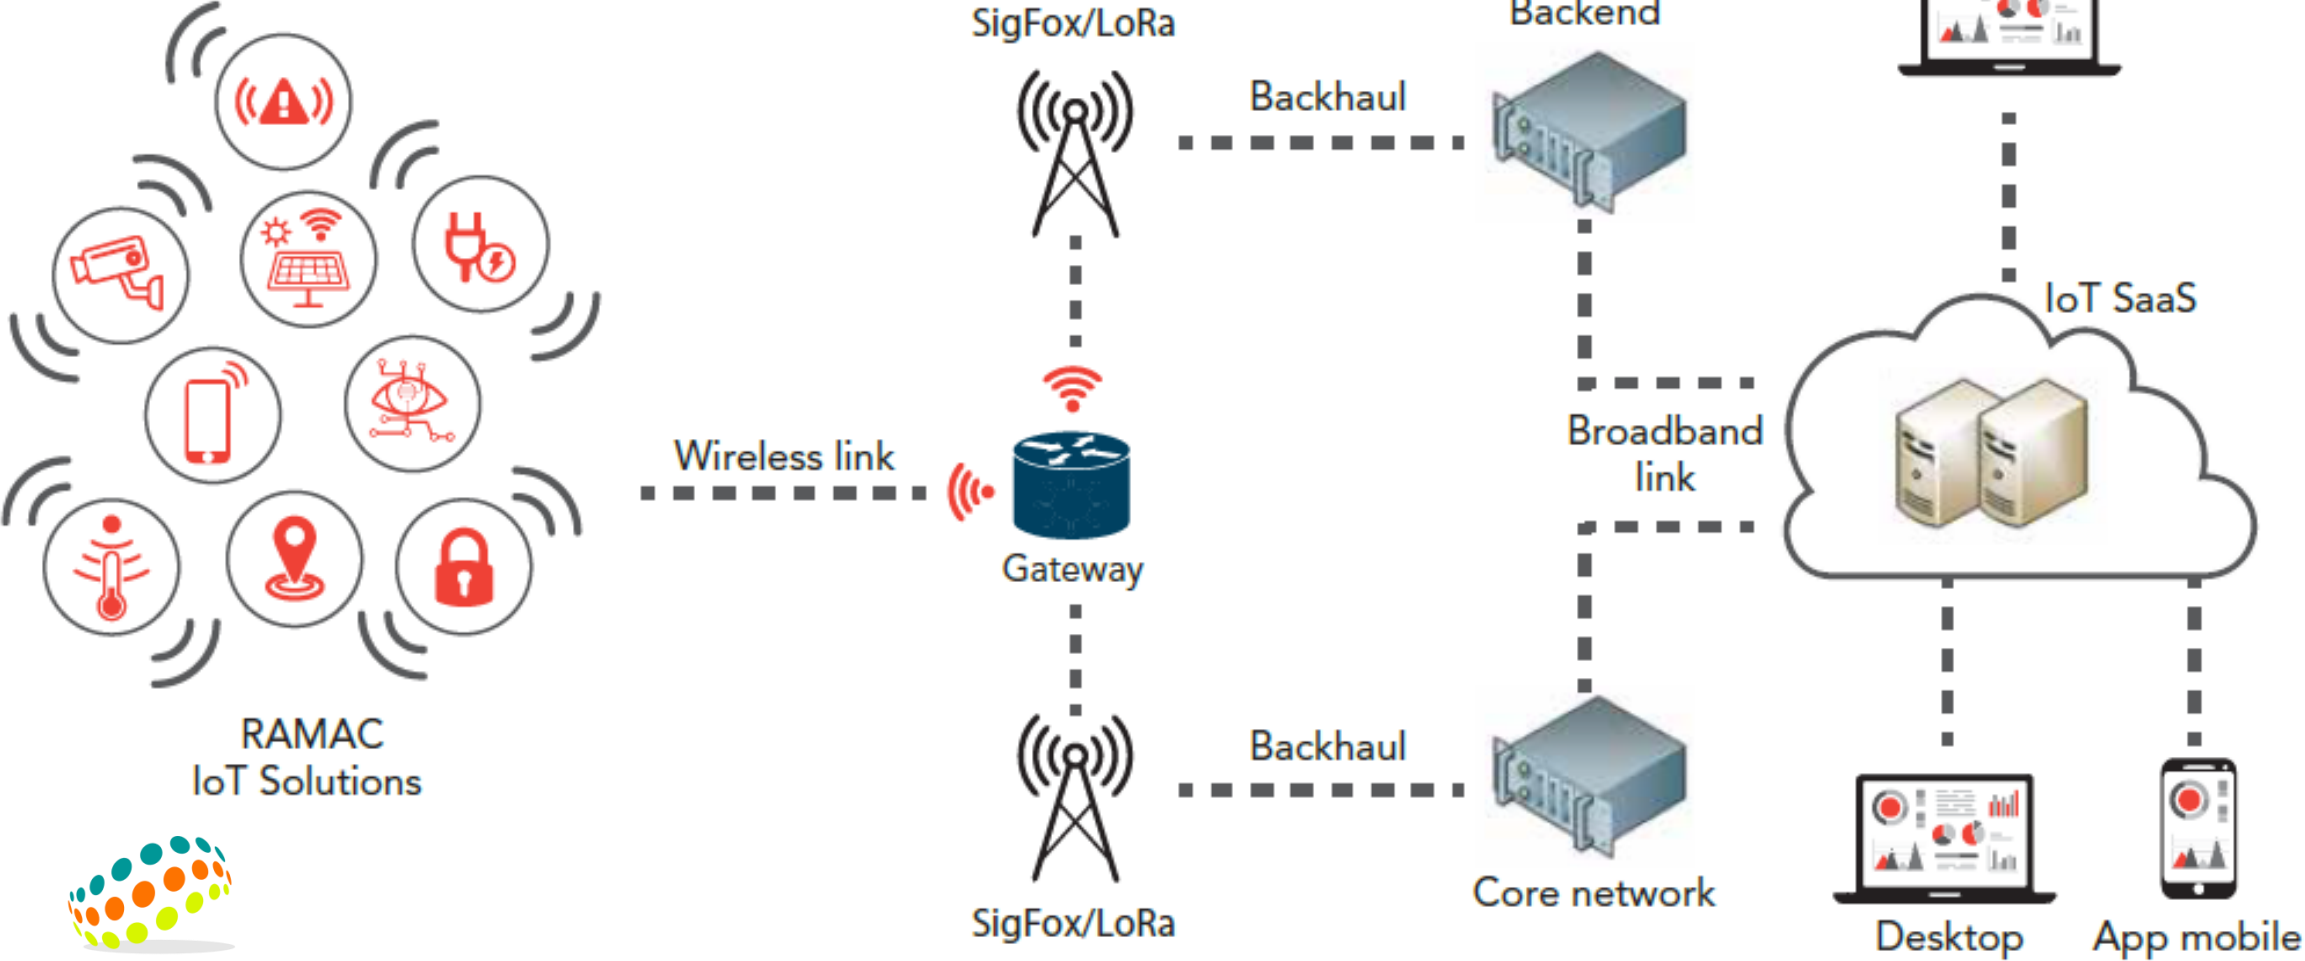 SigFox/LoRa
Backend
Backhaul
IoT SaaS
Broadband
link
Wireless link
Gateway
RAMAC
IoT Solutions
Backhaul
Core network
SigFox/LoRa
Desktop
App mobile